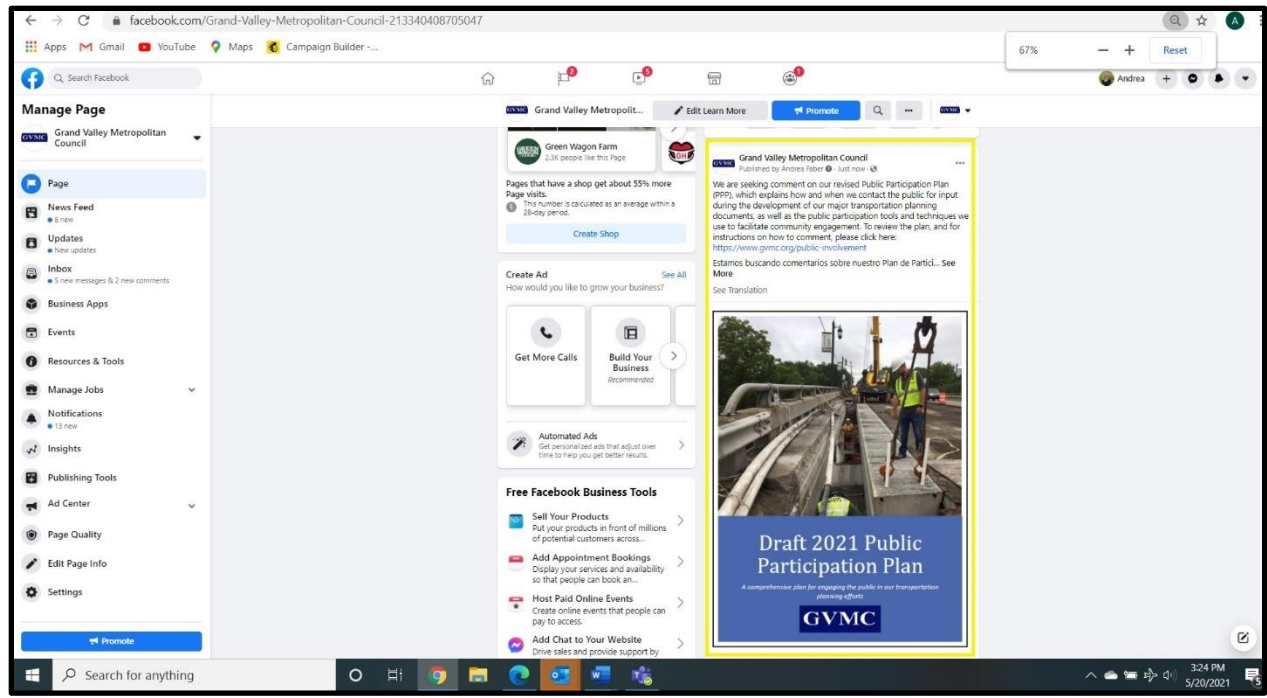 facebook.com/Grand-Valley-Metropolitan-Council-213340408705047
Apps Gmail YouTube Maps Campaign Builder -...
67% − + Reset
Search Facebook
2 9
Andrea
Manage Page
Grand Valley Metropolitan
Council
Page
News Feed
8 new
Updates
New updates
Inbox
5 new messages & 2 new comments
Business Apps
Events
Resources & Tools
Manage Jobs
Notifications
13 new
Insights
Publishing Tools
Ad Center
Page Quality
Edit Page Info
Settings
Promote
GVMC Grand Valley Metropolit... Edit Learn More Promote
Green Wagon Farm
2.3K people like this Page
Pages that have a shop get about 55% more
Page visits.
This number is calculated as an average within a
28-day period.
Create Shop
Create Ad See All
How would you like to grow your business?
Get More Calls
Build Your
Business
Recommended
Automated Ads
Get personalized ads that adjust over
time to help you get better results.
Free Facebook Business Tools
Sell Your Products
Put your products in front of millions
of potential customers across...
Add Appointment Bookings
Display your services and availability
so that people can book an...
Host Paid Online Events
Create online events that people can
pay to access.
Add Chat to Your Website
Drive sales and provide support by
Grand Valley Metropolitan Council
Published by Andrea Faber · Just now ·
We are seeking comment on our revised Public Participation Plan
(PPP), which explains how and when we contact the public for input
during the development of our major transportation planning
documents, as well as the public participation tools and techniques we
use to facilitate community engagement. To review the plan, and for
instructions on how to comment, please click here:
https://www.gvmc.org/public-involvement
Estamos buscando comentarios sobre nuestro Plan de Partici... See
More
See Translation
Draft 2021 Public
Participation Plan
A comprehensive plan for engaging the public in our transportation
planning efforts
GVMC
Search for anything
3:24 PM
5/20/2021